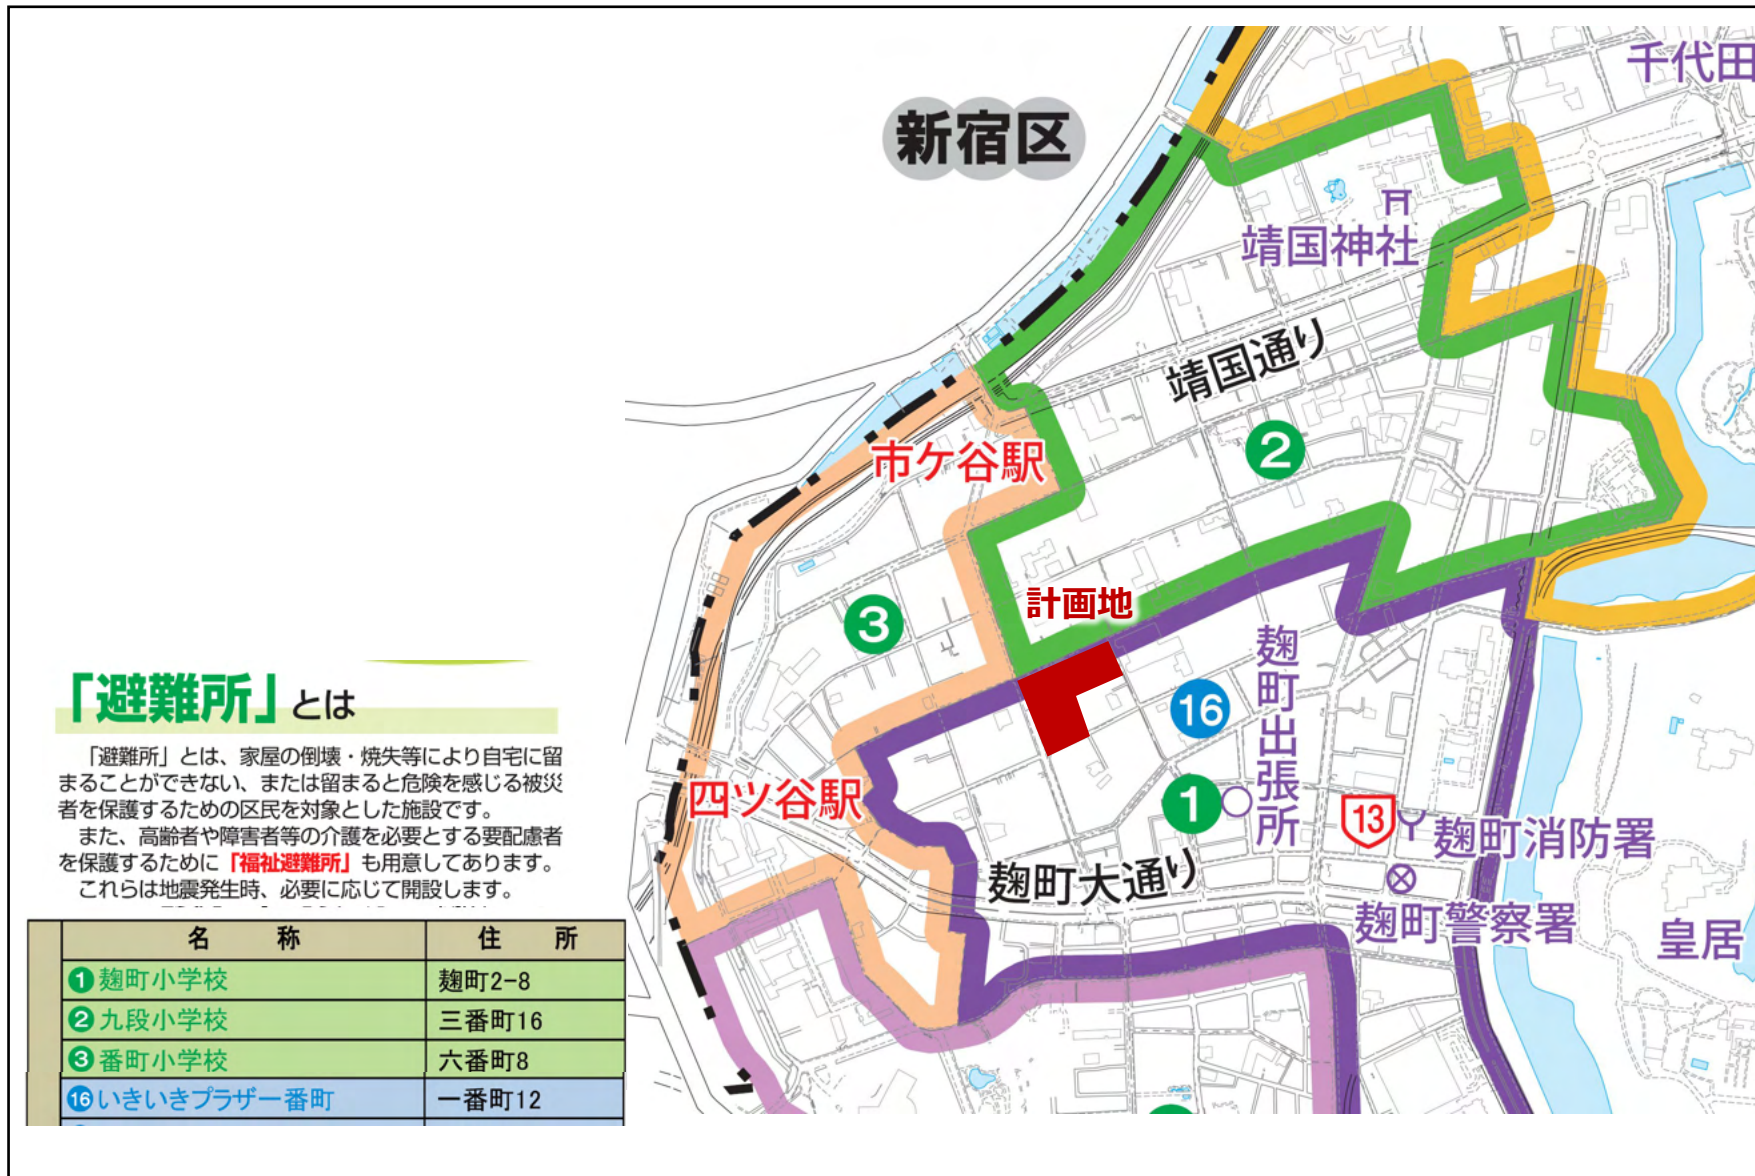 新宿区
千代田
靖国神社
靖国通り
2
市ケ谷駅
計画地
3
麹町出張所
16
「避難所」とは
「避難所」とは、家屋の倒壊・焼失等により自宅に留
まることができない、または留まると危険を感じる被災
者を保護するための区民を対象とした施設です。
また、高齢者や障害者等の介護を必要とする要配慮者
を保護するために「福祉避難所」も用意してあります。
これらは地震発生時、必要に応じて開設します。
四ツ谷駅
1
13
麹町消防署
麹町大通り
麹町警察署
皇居
名 称 住 所
1 麹町小学校 麹町2-8
2 九段小学校 三番町16
3 番町小学校 六番町8
16 いきいきプラザ一番町 一番町12